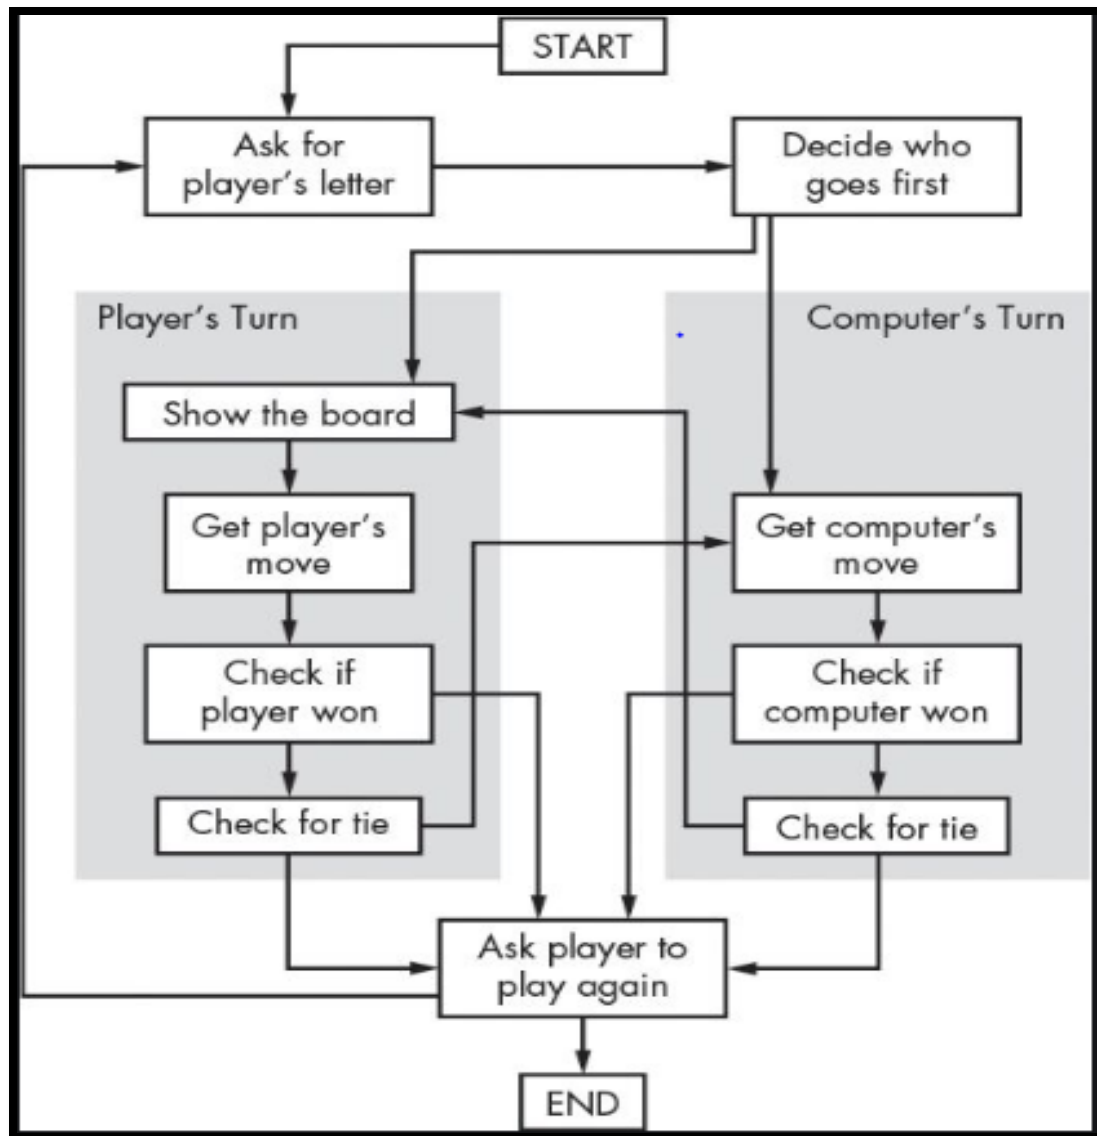 START
Ask for
player's letter
Decide who
goes first
Player's Turn
Computer's Turn
Show the board
Get player's
move
Get computer's
move
Check if
player won
Check if
computer won
Check for tie
Check for tie
Ask player to
play again
END